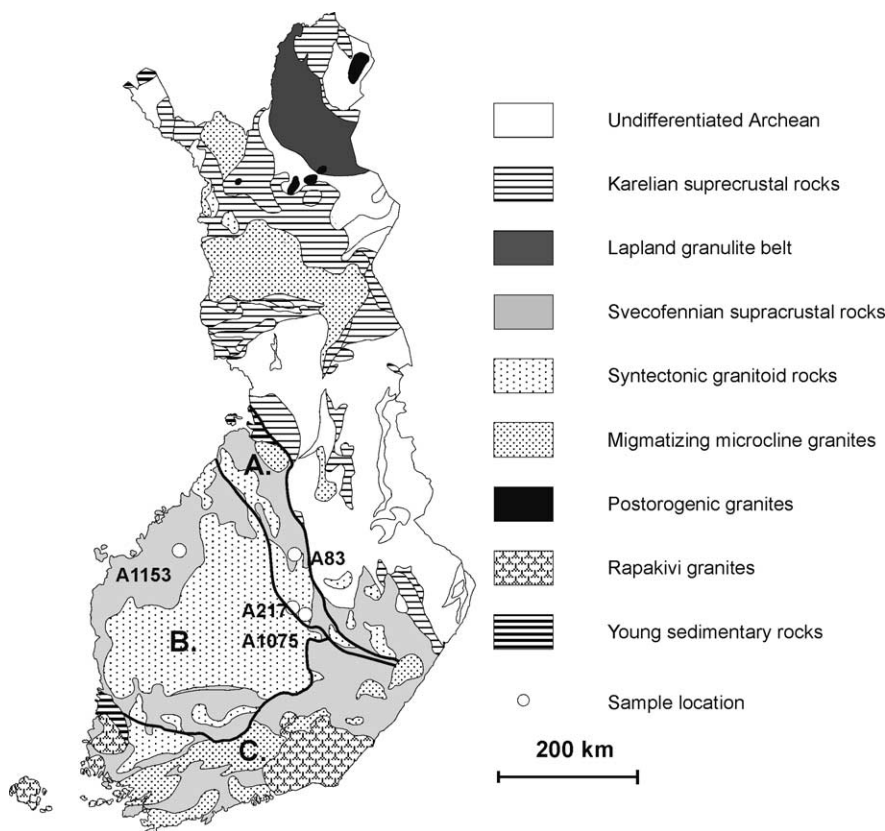 Undifferentiated Archean
Karelian suprecrustal rocks
Lapland granulite belt
Svecofennian supracrustal rocks
Syntectonic granitoid rocks
Migmatizing microcline granites
Postorogenic granites
Rapakivi granites
Young sedimentary rocks
Sample location
200 km
A.
A1153
A83
A217
B.
A1075
C.